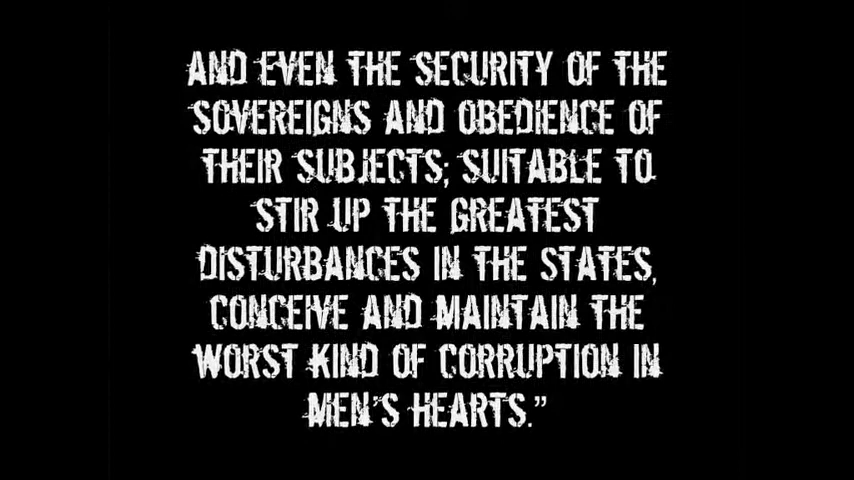 AND EVEN THE SECURITY OF THE
SOVEREIGNS AND OBEDIENCE OF
THEIR SUBJECTS; SUITABLE TO
STIR UP THE GREATEST
DISTURBANCES IN THE STATES,
CONCEIVE AND MAINTAIN THE
WORST KIND OF CORRUPTION IN
MEN'S HEARTS."